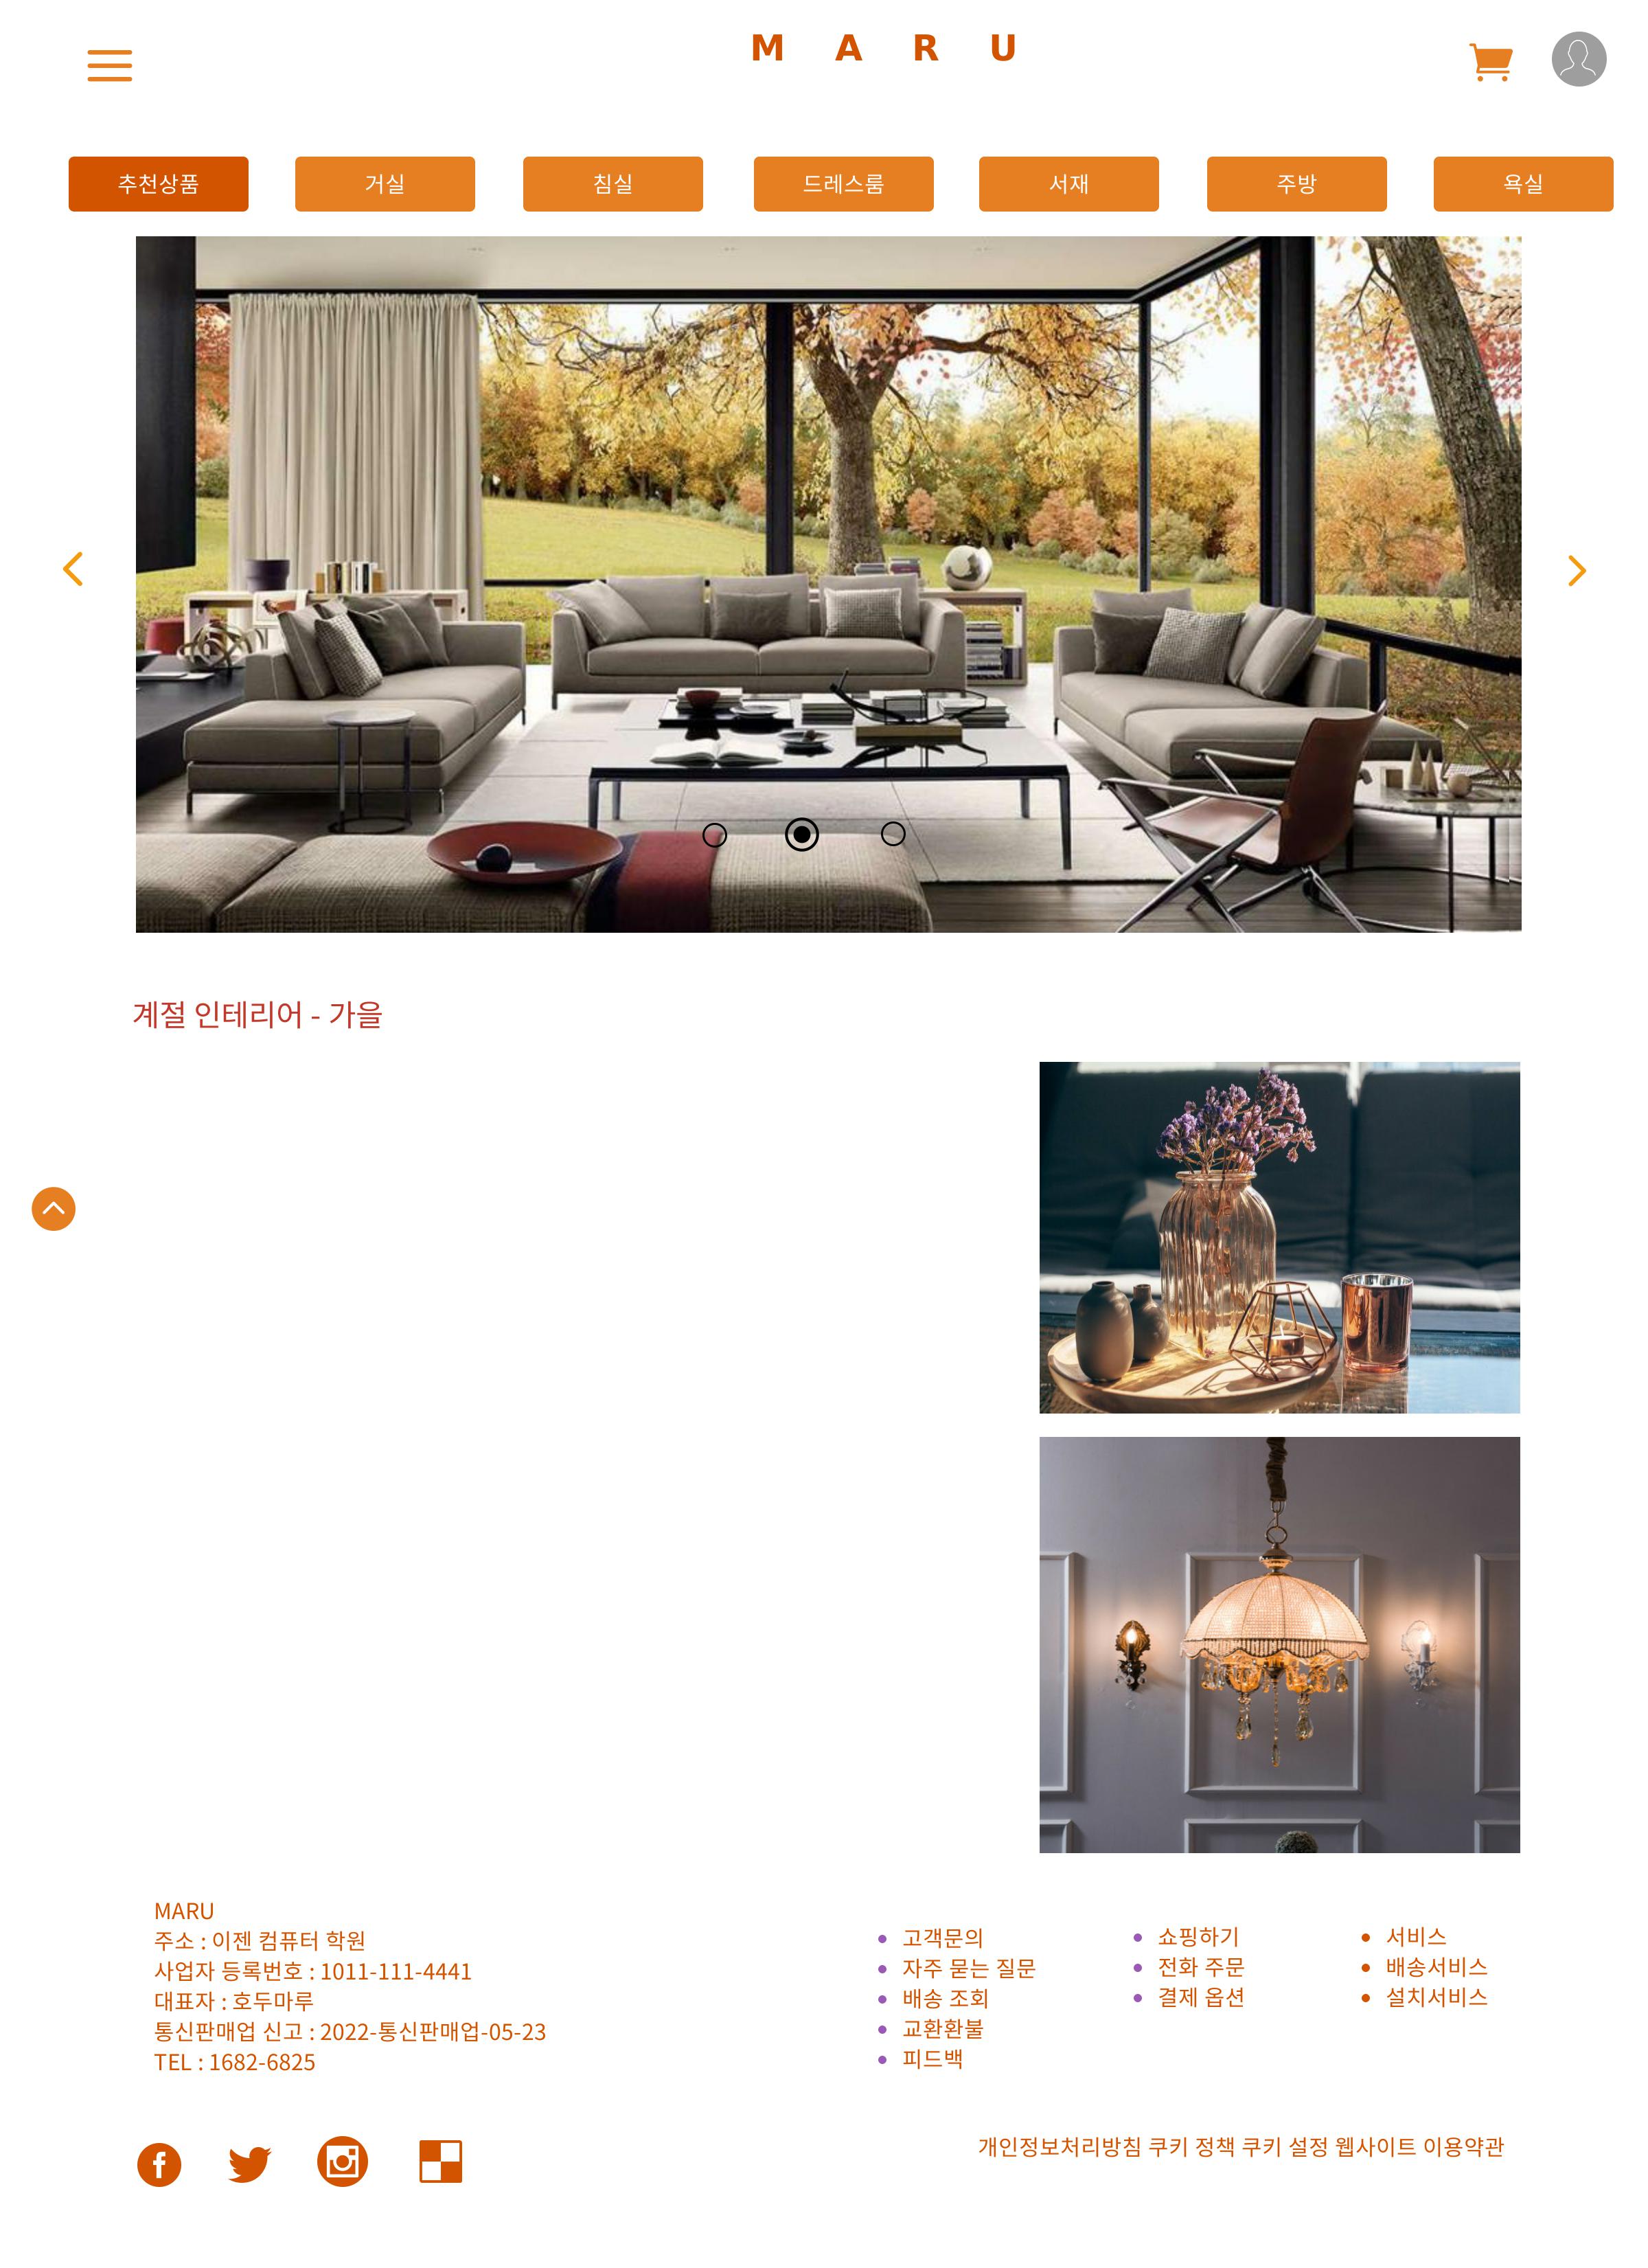 M A R U
추천상품
거실
침실
드레스룸
서재
주방
욕실
계절 인테리어 - 가을
MARU
주소 : 이젠 컴퓨터 학원
사업자 등록번호 : 1011-111-4441
대표자 : 호두마루
통신판매업 신고 : 2022-통신판매업-05-23
TEL : 1682-6825
고객문의
자주 묻는 질문
배송 조회
교환환불
피드백
쇼핑하기
전화 주문
결제 옵션
서비스
배송서비스
설치서비스
개인정보처리방침 쿠키 정책 쿠키 설정 웹사이트 이용약관